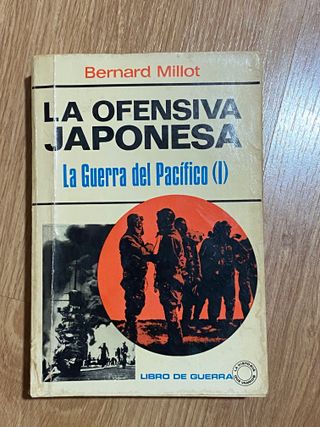 Bernard Millot
LA OFENSIVA
JAPONESA
La Guerra del Pacífico (I)
LIBRO DE GUERRA